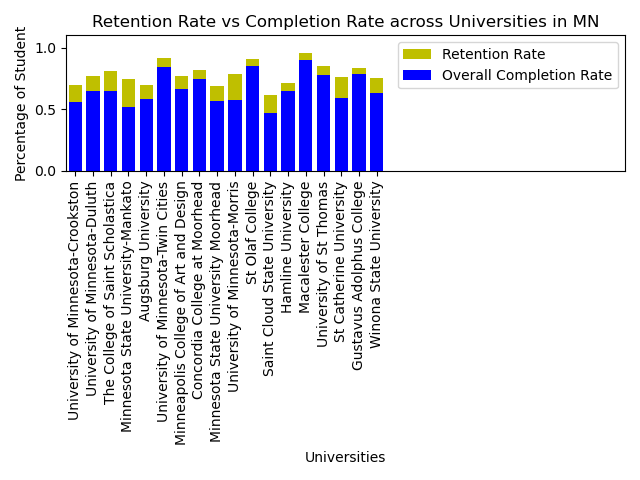 Retention Rate vs Completion Rate across Universities in MN
Percentage of Student
1.0
0.5
0.0
Retention Rate
Overall Completion Rate
University of Minnesota-Crookston
University of Minnesota-Duluth
The College of Saint Scholastica
Minnesota State University-Mankato
Augsburg University
University of Minnesota-Twin Cities
Minneapolis College of Art and Design
Concordia College at Moorhead
Minnesota State University Moorhead
University of Minnesota-Morris
St Olaf College
Saint Cloud State University
Hamline University
Macalester College
University of St Thomas
St Catherine University
Gustavus Adolphus College
Winona State University
Universities